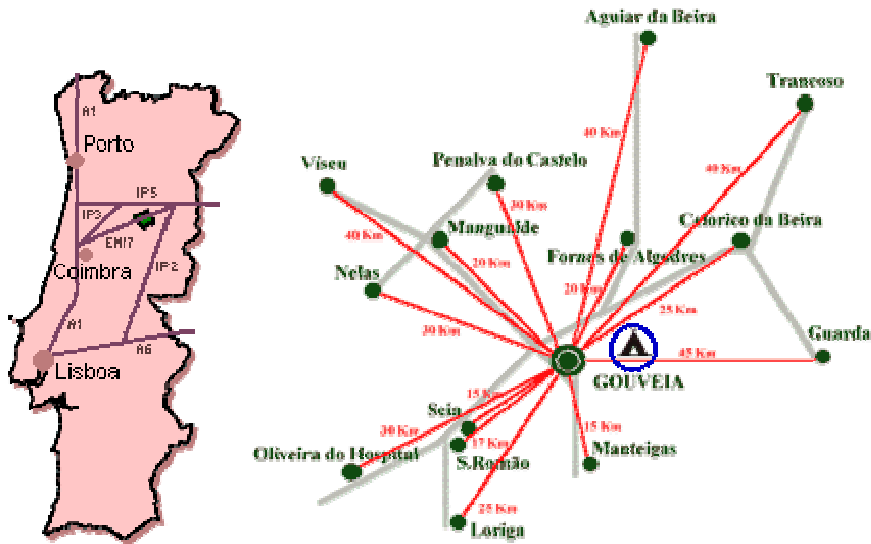 A1
Porto
IP5
IP3
EN17
Coimbra
IP2
A1
A6
Lisboa
Aguiar da Beira
Trancoso
40 Km
Viseu
Penalva do Castelo
40 Km
30 Km
Mangualde
Celorico da Beira
40 Km
Fornos de Algodres
20 Km
Nelas
20 Km
25 Km
30 Km
Guarda
45 Km
GOUVEIA
15 Km
Seia
30 Km
15 Km
17 Km
Oliveira do Hospital
S.Romão
Manteigas
25 Km
Loriga